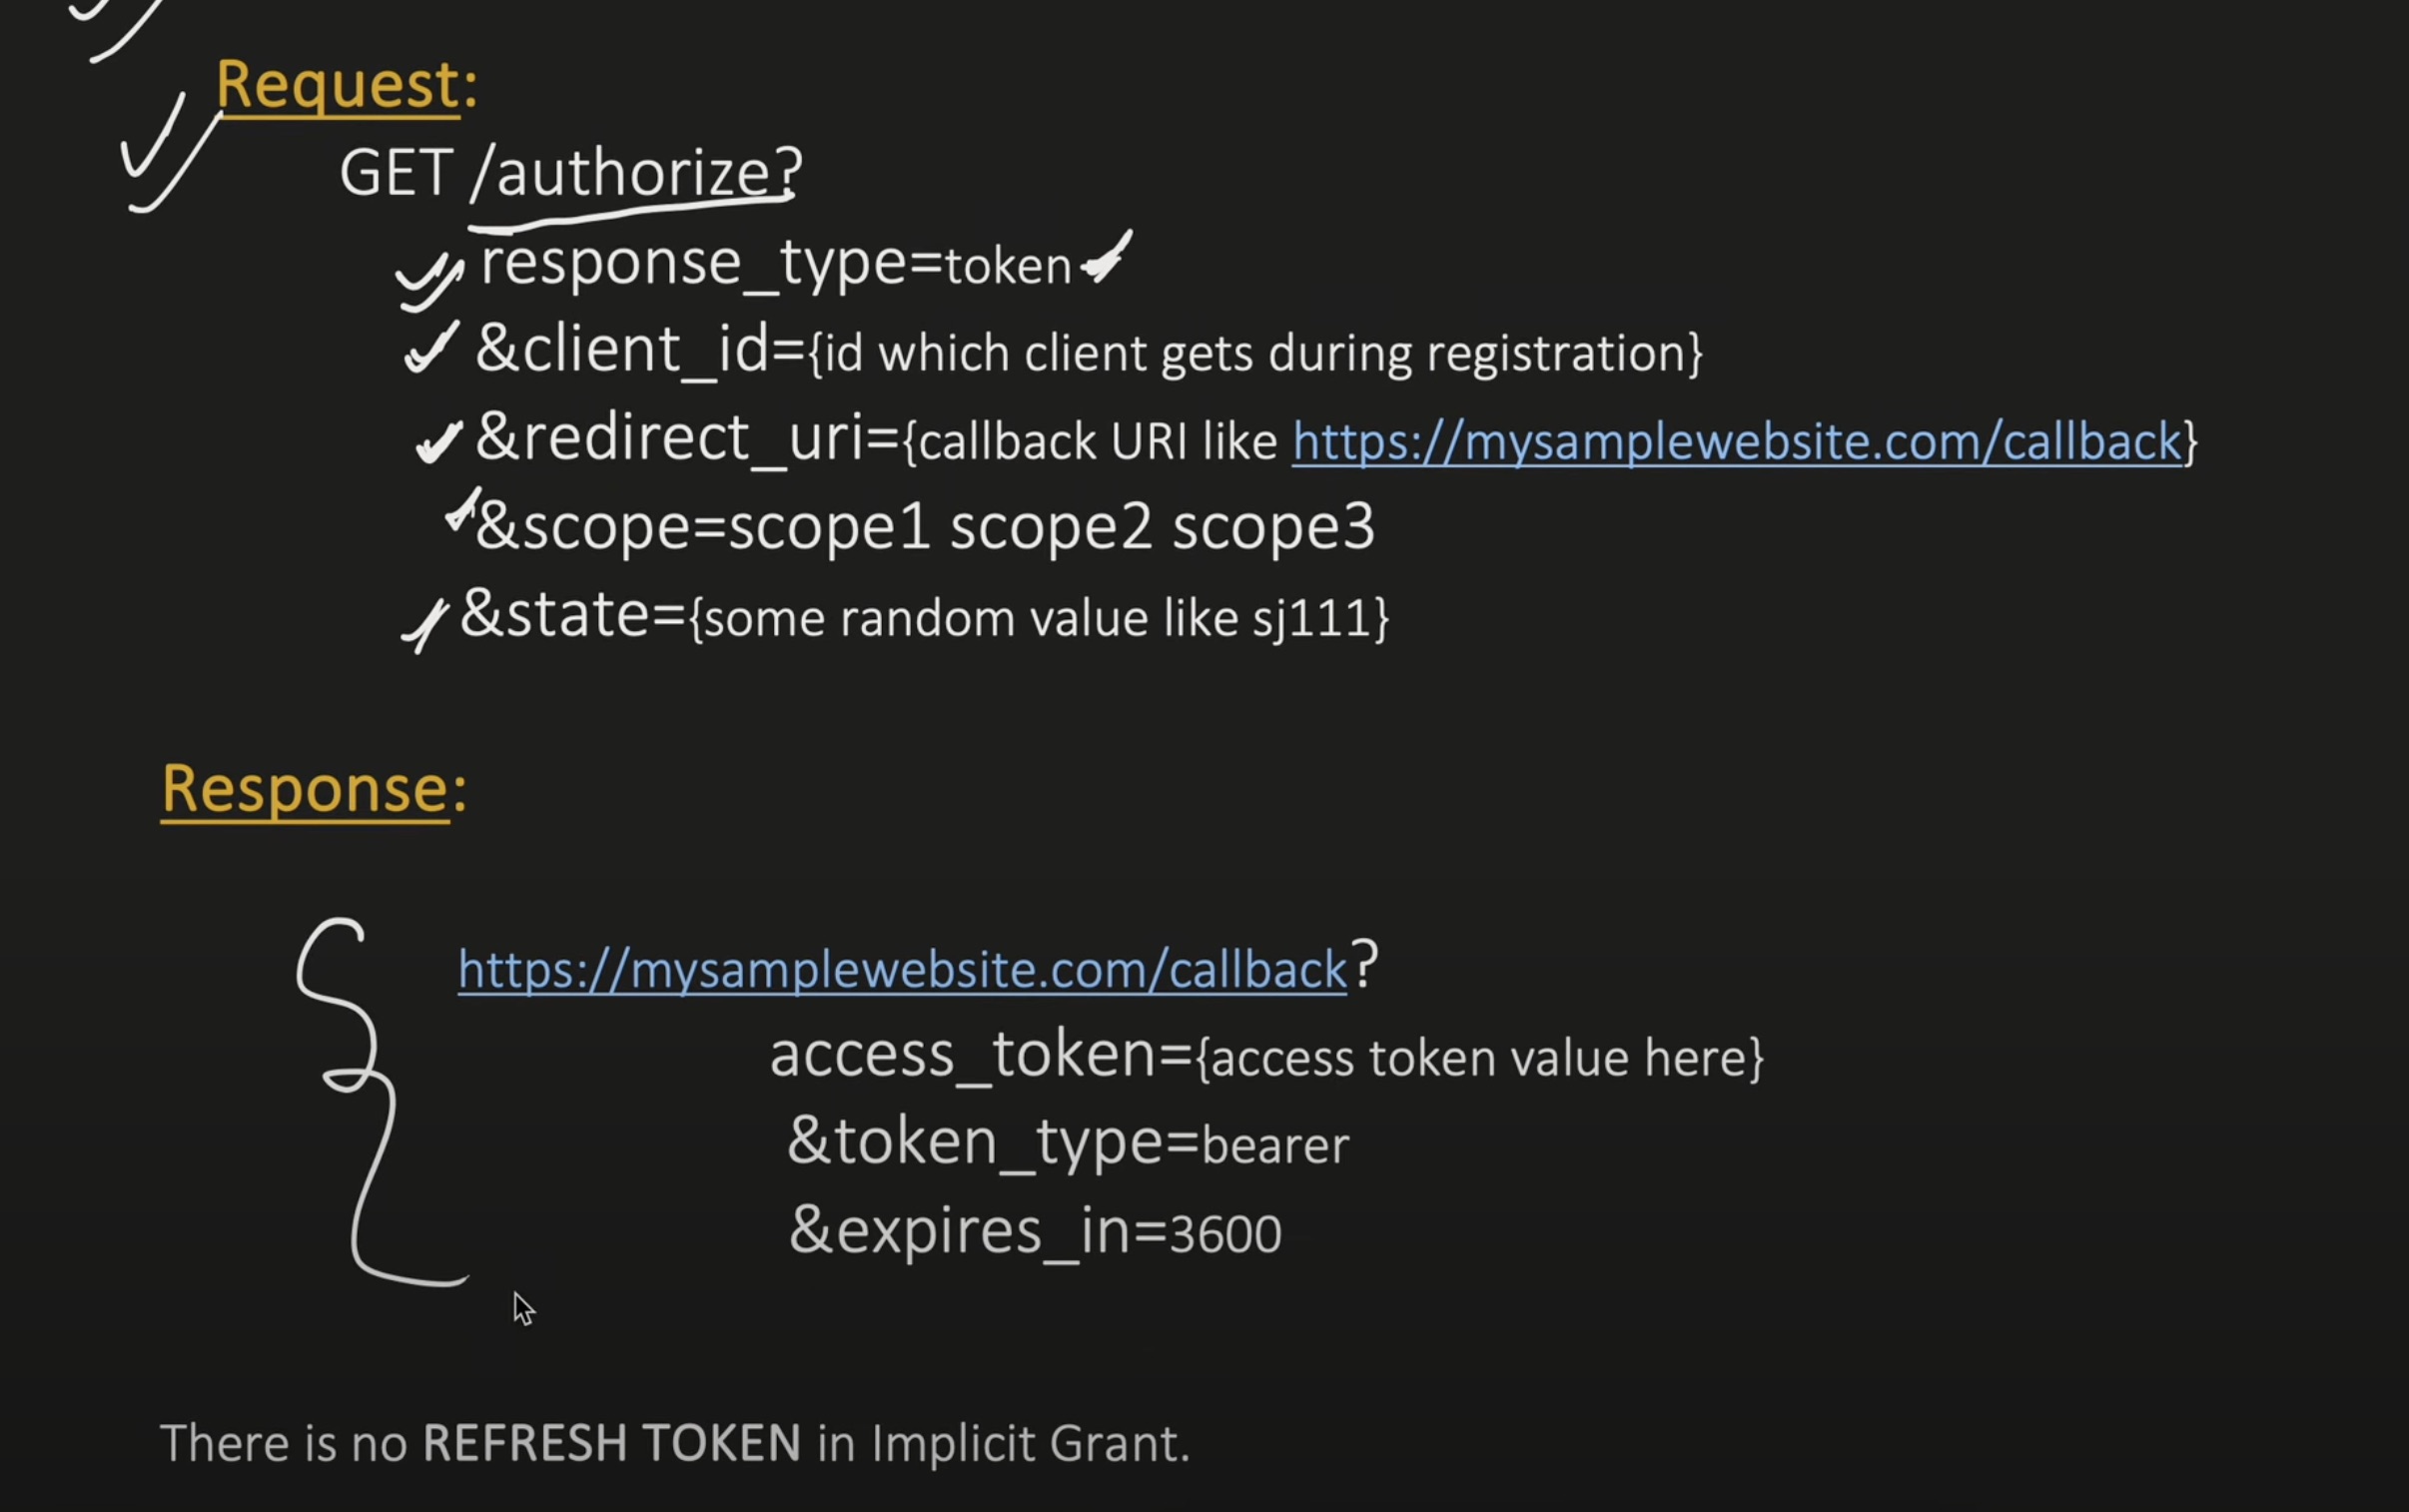 Request:
GET /authorize?
response_type=token
&client_id={id which client gets during registration}
&redirect_uri={callback URI like https://mysamplewebsite.com/callback}
&scope=scope1 scope2 scope3
&state={some random value like sj111}
Response:
https://mysamplewebsite.com/callback?
access_token={access token value here}
&token_type=bearer
&expires_in=3600
There is no REFRESH TOKEN in Implicit Grant.